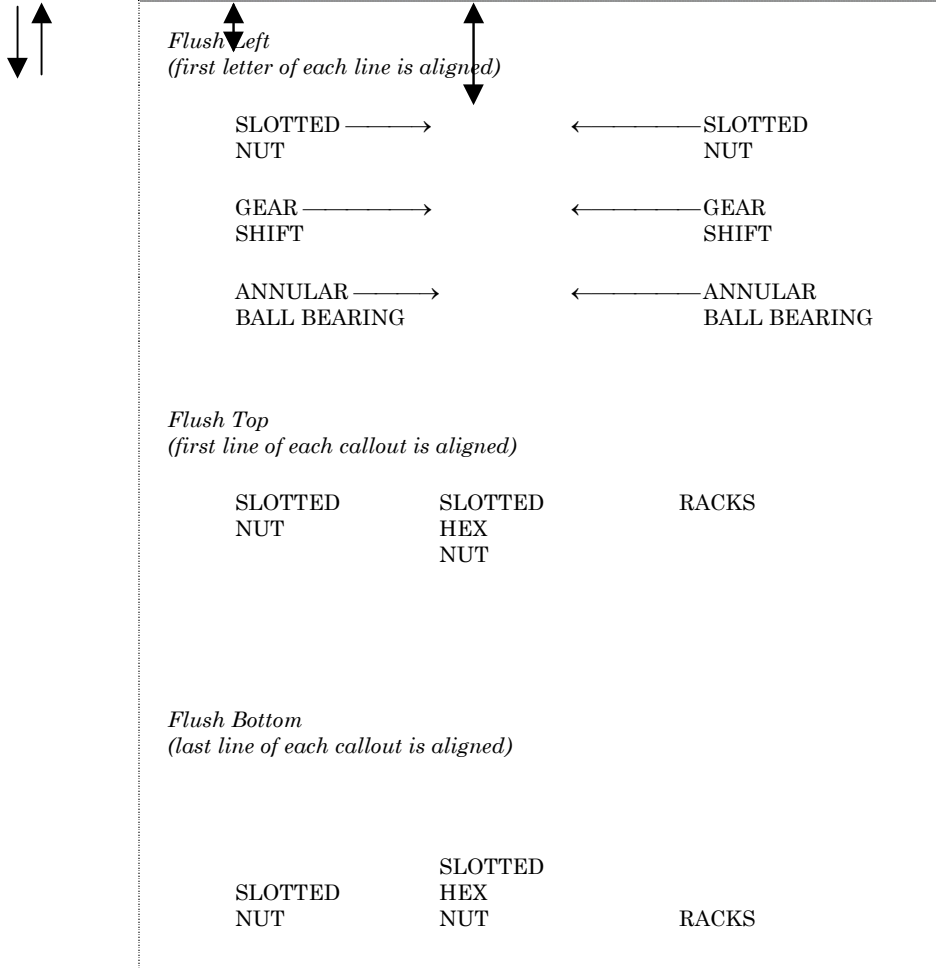 Flush Left
(first letter of each line is aligned)
SLOTTED SLOTTED
NUT NUT
GEAR GEAR
SHIFT SHIFT
ANNULAR ANNULAR
BALL BEARING BALL BEARING
Flush Top
(first line of each callout is aligned)
SLOTTED SLOTTED RACKS
NUT HEX
NUT
Flush Bottom
(last line of each callout is aligned)
SLOTTED
SLOTTED HEX
NUT NUT RACKS